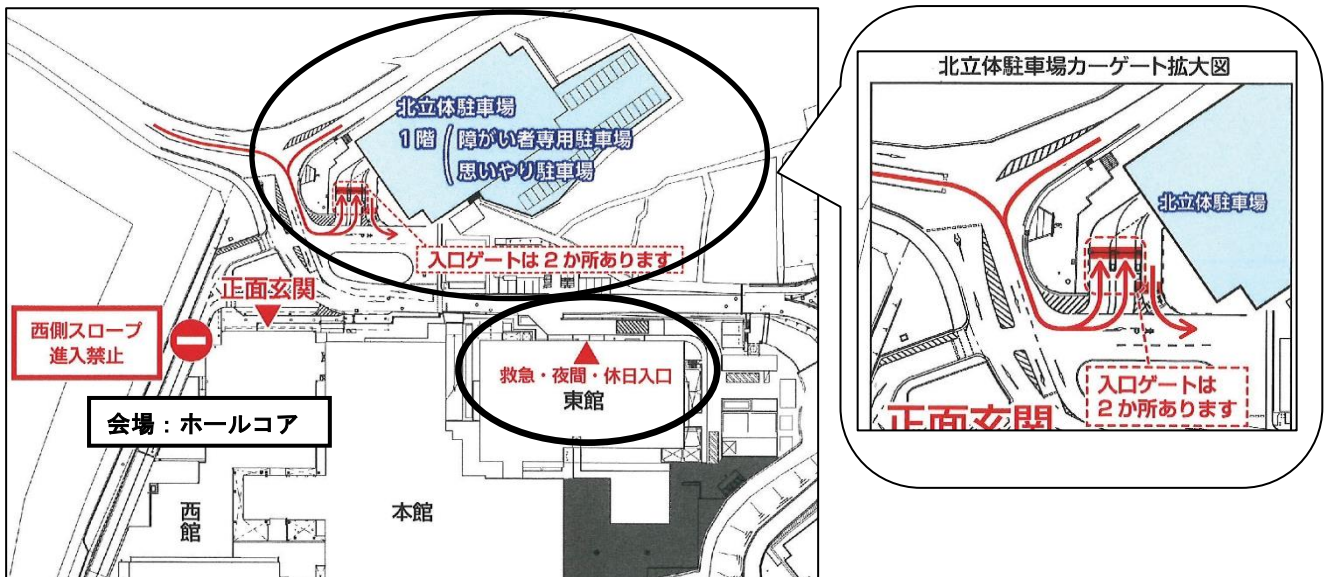 北立体駐車場
1階 ( 障がい者専用駐車場
思いやり駐車場
入口ゲートは2か所あります
正面玄関
西側スロープ
進入禁止
救急・夜間・休日入口
東館
会場：ホールコア
西館
本館
北立体駐車場カーゲート拡大図
北立体駐車場
入口ゲートは
2か所あります
正面玄関